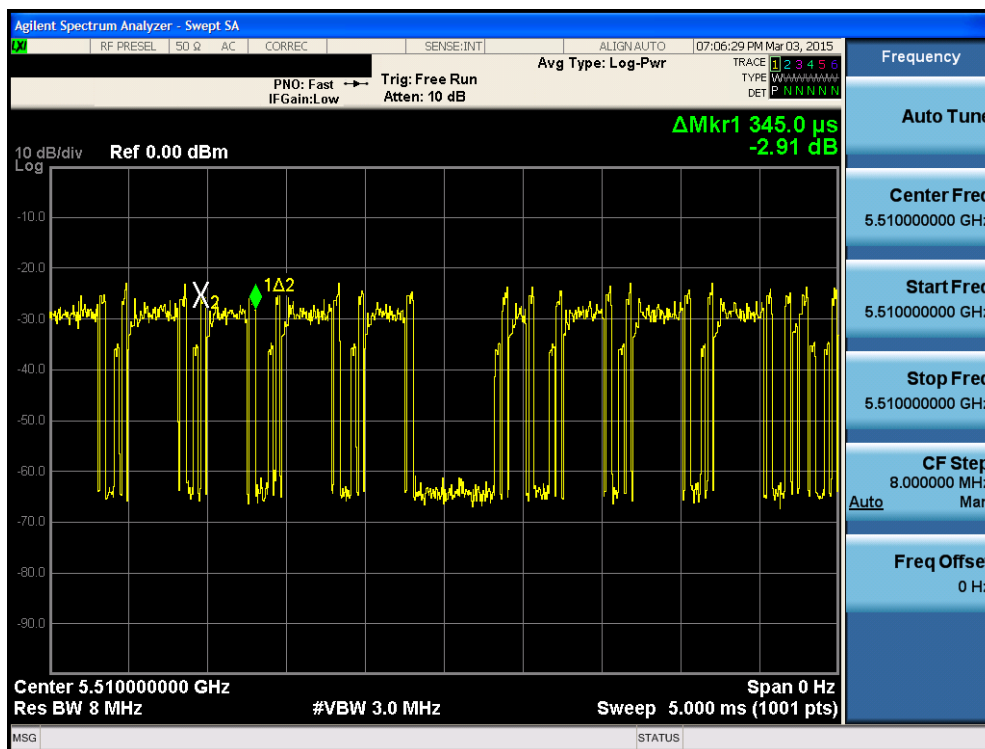 Agilent Spectrum Analyzer - Swept SA
LXI RF PRESEL 50 Ω AC CORREC SENSE:INT ALIGN AUTO 07:06:29 PM Mar 03, 2015
PNO: Fast
IFGain:Low
Trig: Free Run
Atten: 10 dB
Avg Type: Log-Pwr
TRACE 1 2 3 4 5 6
TYPE W
DET P N N N N N
ΔMkr1 345.0 µs
-2.91 dB
10 dB/div Ref 0.00 dBm
Log
-10.0
-20.0
-30.0
-40.0
-50.0
-60.0
-70.0
-80.0
-90.0
2
1Δ2
Center 5.510000000 GHz Span 0 Hz
Res BW 8 MHz #VBW 3.0 MHz Sweep 5.000 ms (1001 pts)
MSG STATUS
Frequency
Auto Tune
Center Freq
5.510000000 GHz
Start Freq
5.510000000 GHz
Stop Freq
5.510000000 GHz
CF Step
8.000000 MHz
Auto Man
Freq Offset
0 Hz